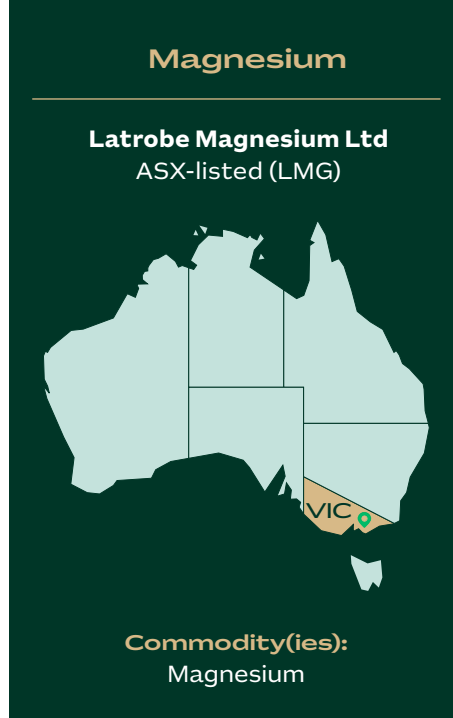 Magnesium
Latrobe Magnesium Ltd
ASX-listed (LMG)
VIC
Commodity(ies):
Magnesium